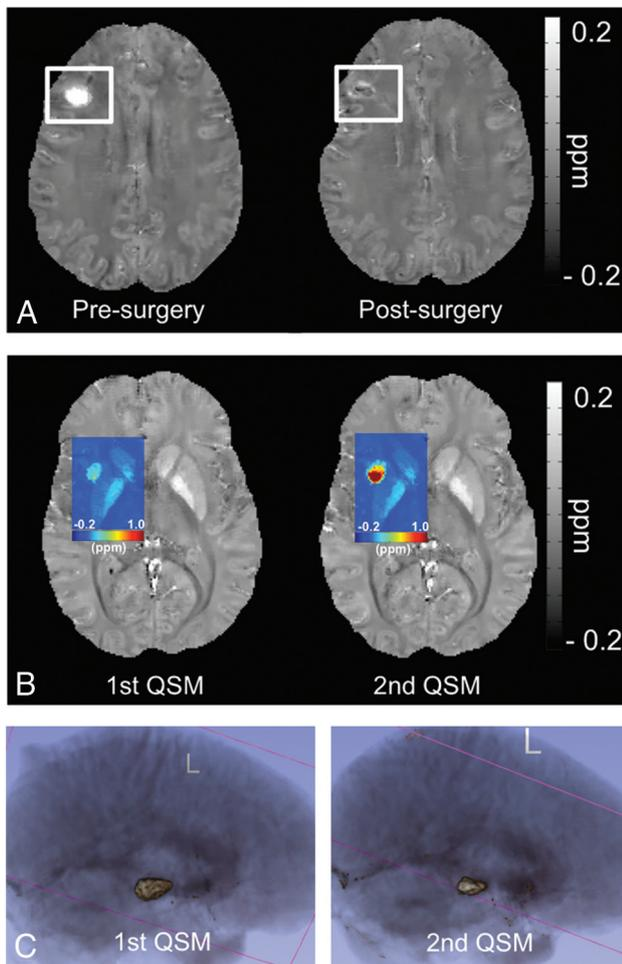 0.2
ppm
- 0.2
A
Pre-surgery
Post-surgery
0.2
ppm
- 0.2
-0.2 1.0
(ppm)
-0.2 1.0
(ppm)
B
1st QSM
2nd QSM
L
L
C
1st QSM
2nd QSM